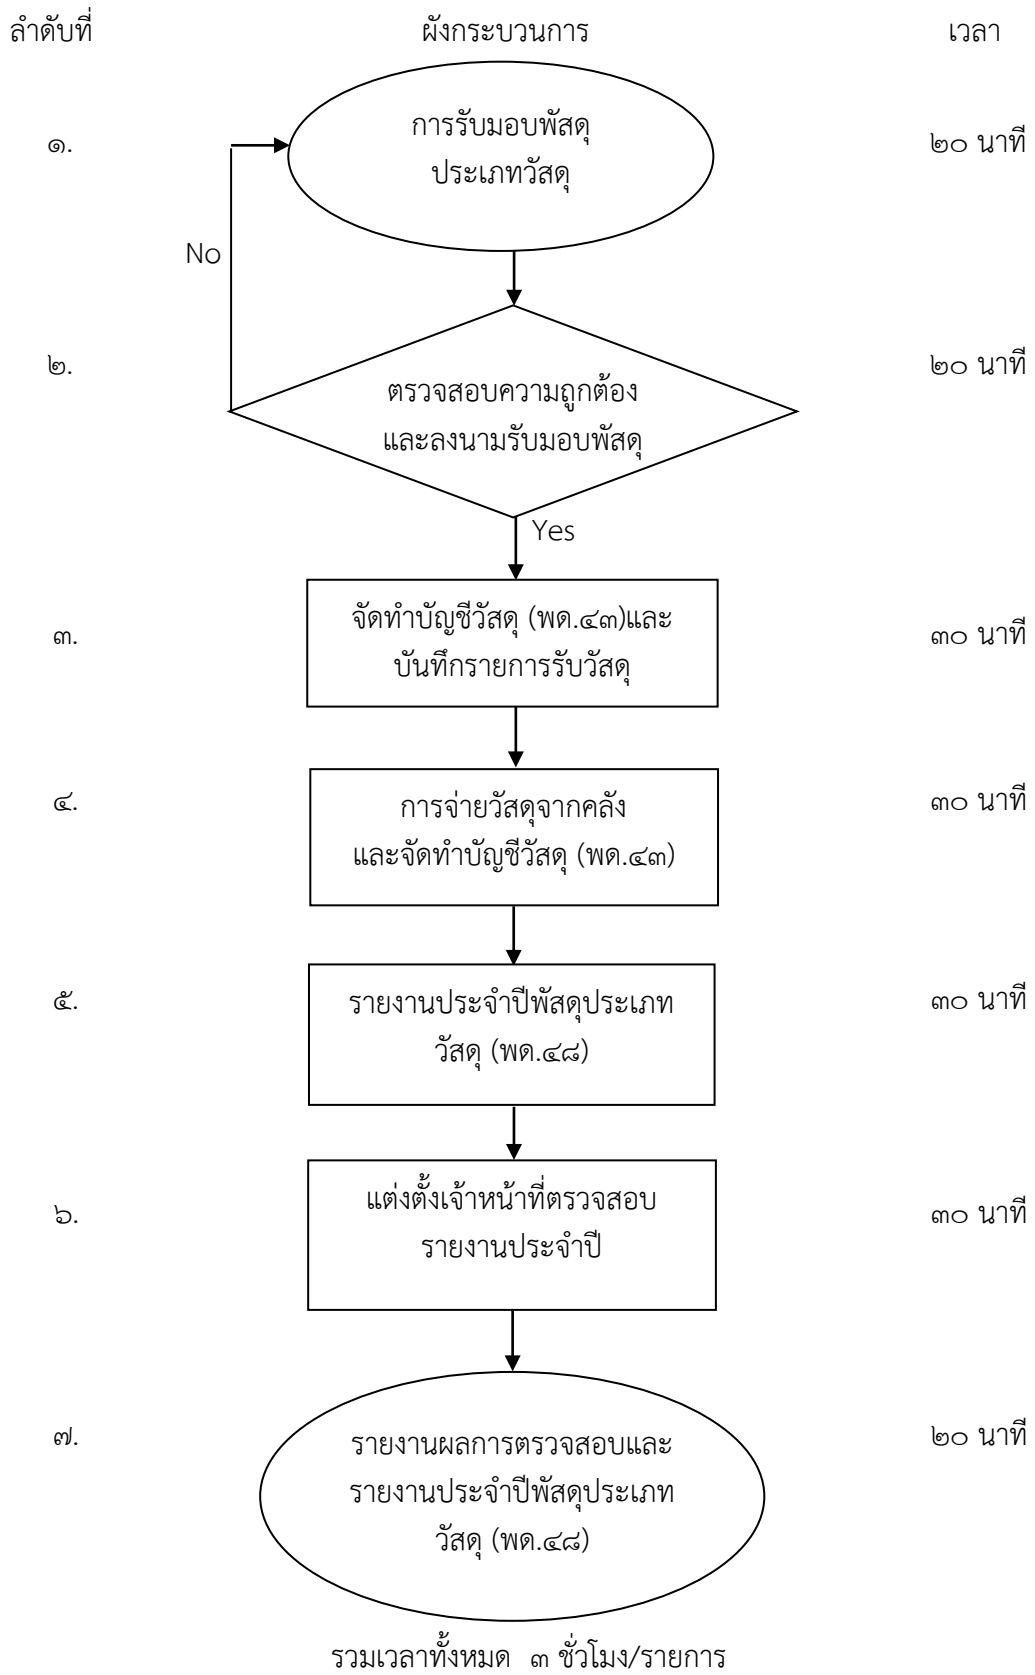 ลำดับที่ ผังกระบวนการ เวลา
การรับมอบพัสดุ
๑. ๒๐ นาที
ประเภทวัสดุ
No
๒. ๒๐ นาที
ตรวจสอบความถูกต้อง
และลงนามรับมอบพัสดุ
Yes
จัดทำบัญชีวัสดุ (พด.๔๓)และ
๓. ๓๐ นาที
บันทึกรายการรับวัสดุ
๔. การจ่ายวัสดุจากคลัง ๓๐ นาที
และจัดทำบัญชีวัสดุ (พด.๔๓)
๕. รายงานประจำปีพัสดุประเภท ๓๐ นาที
วัสดุ (พด.๔๘)
แต่งตั้งเจ้าหน้าที่ตรวจสอบ
๖. ๓๐ นาที
รายงานประจำปี
๗. รายงานผลการตรวจสอบและ ๒๐ นาที
รายงานประจำปีพัสดุประเภท
วัสดุ (พด.๔๘)
รวมเวลาทั้งหมด ๓ ชั่วโมง/รายการ